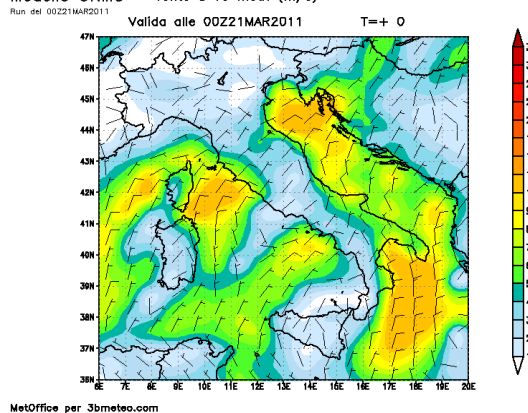 Run del 00Z21MAR2011
Valida alle 00Z21MAR2011 T=+ 0
47N
46N
45N
44N
43N
42N
41N
40N
39N
38N
37N
36N
6E 7E 8E 9E 10E 11E 12E 13E 14E 15E 16E 17E 18E 19E 20E
MetOffice per 3bmeteo.com